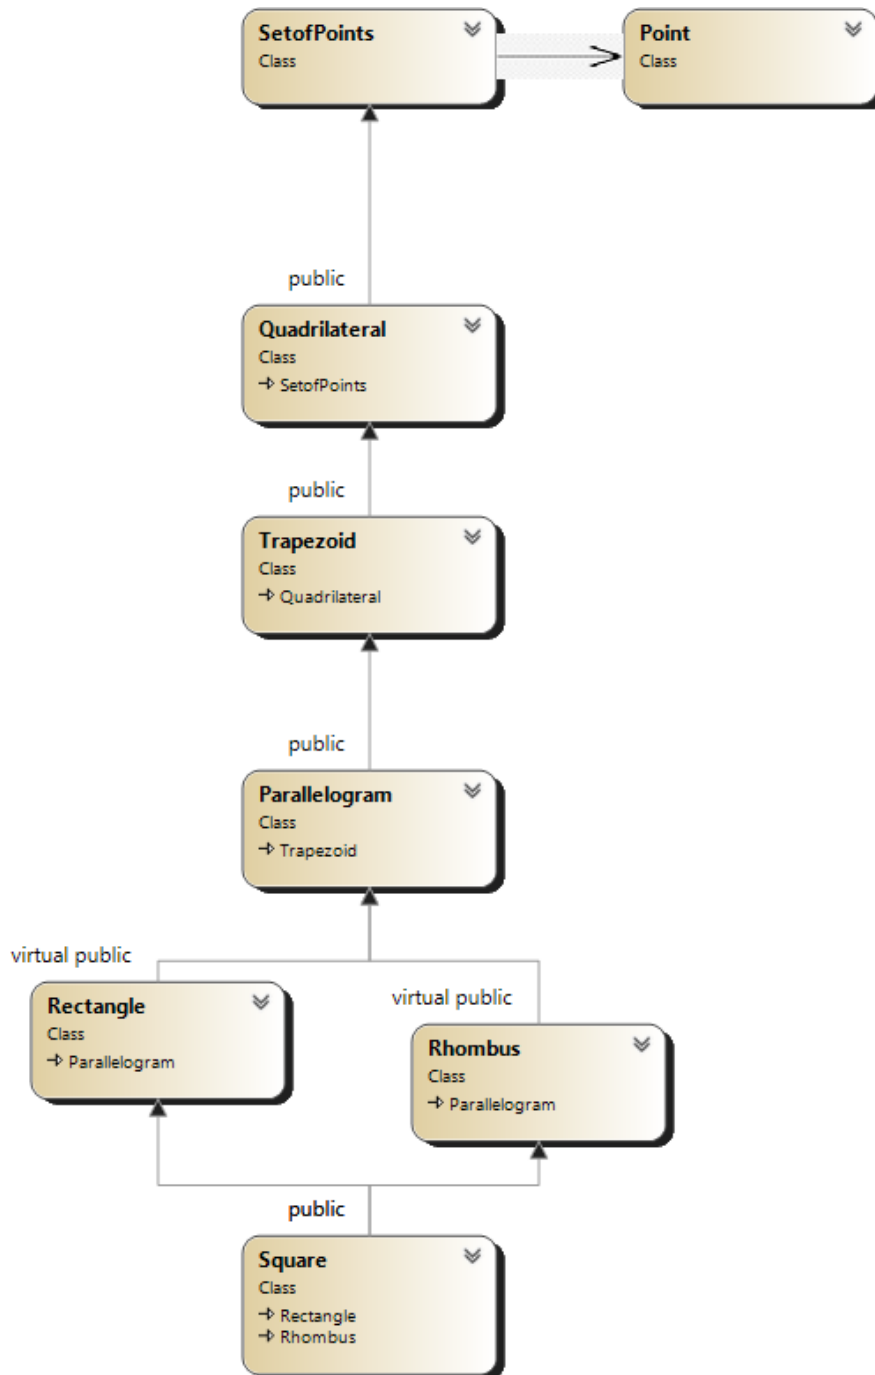 SetofPoints
Class
Point
Class
public
Quadrilateral
Class
SetofPoints
public
Trapezoid
Class
Quadrilateral
public
Parallelogram
Class
Trapezoid
virtual public
Rectangle
Class
Parallelogram
virtual public
Rhombus
Class
Parallelogram
public
Square
Class
Rectangle
Rhombus